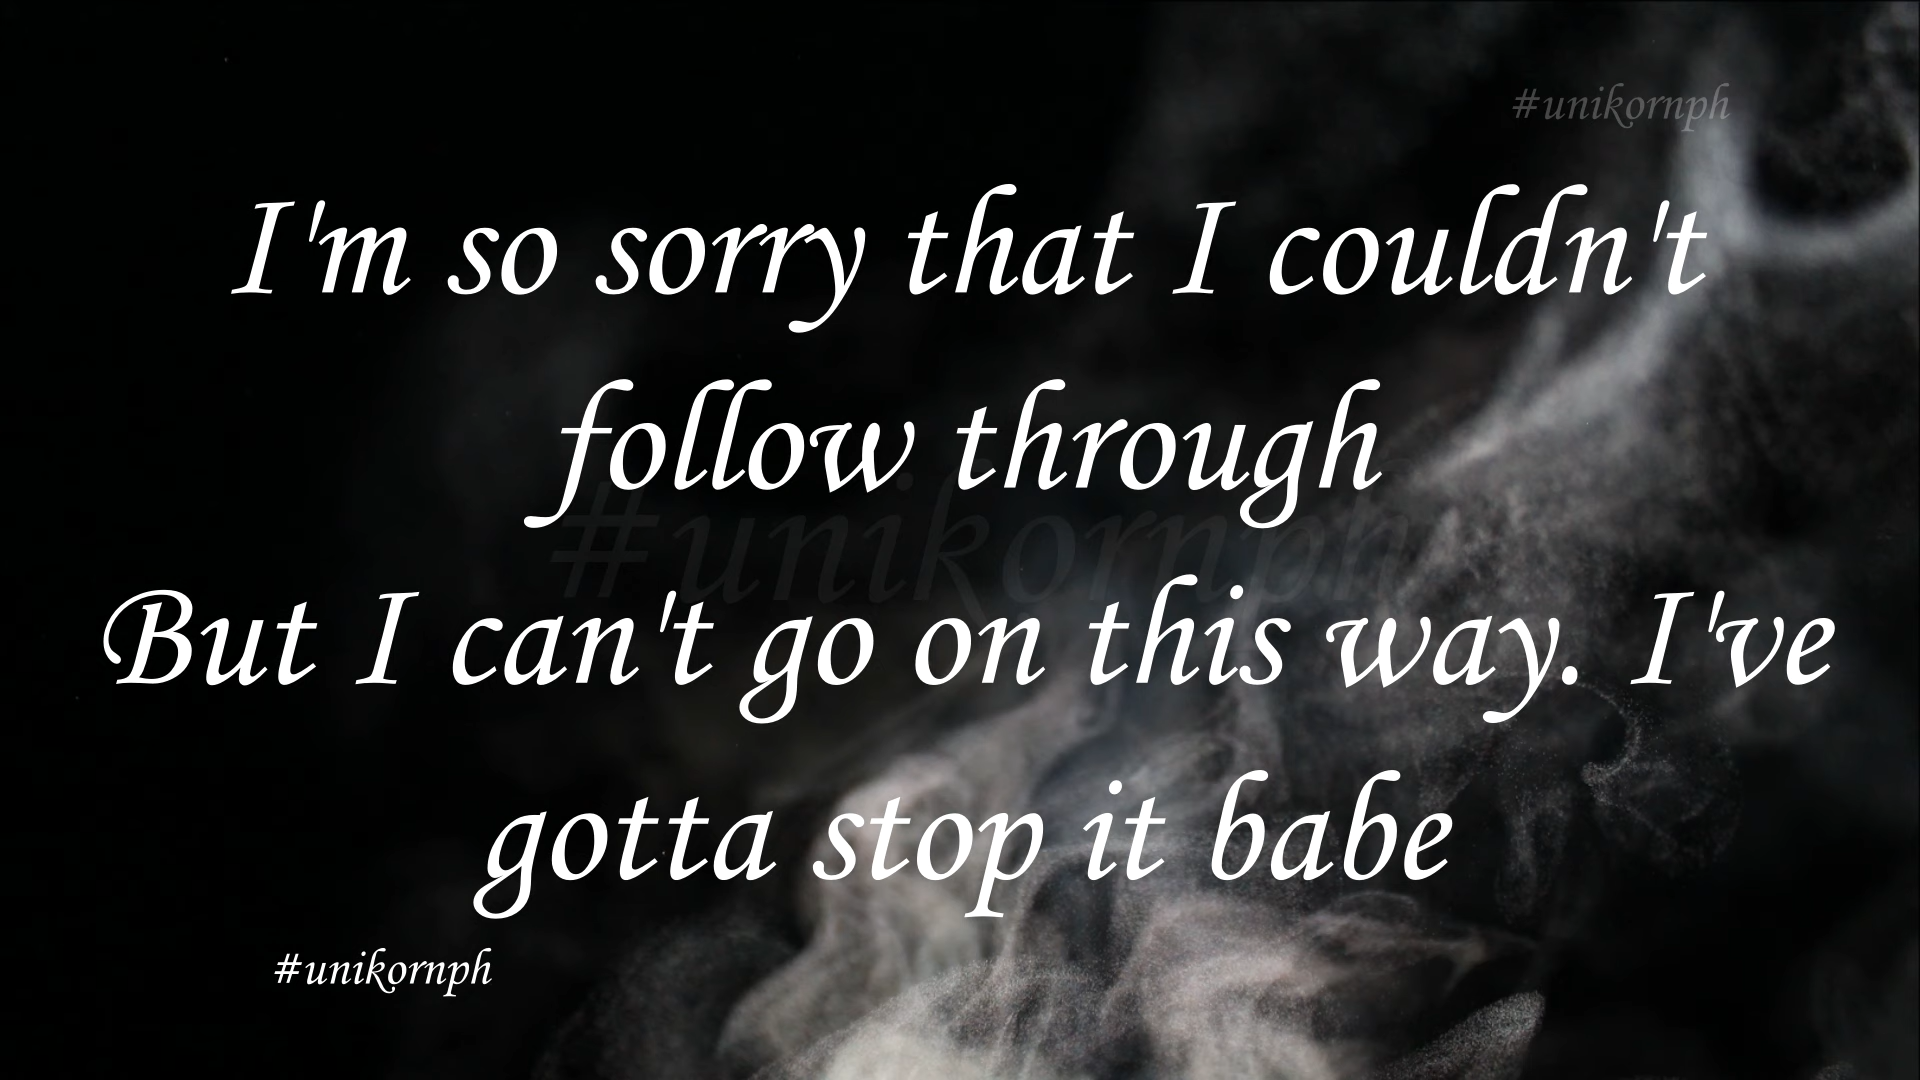 #unikornph
I'm so sorry that I couldn't
follow through
#unikornph
But I can't go on this way. I've
gotta stop it babe
#unikornph